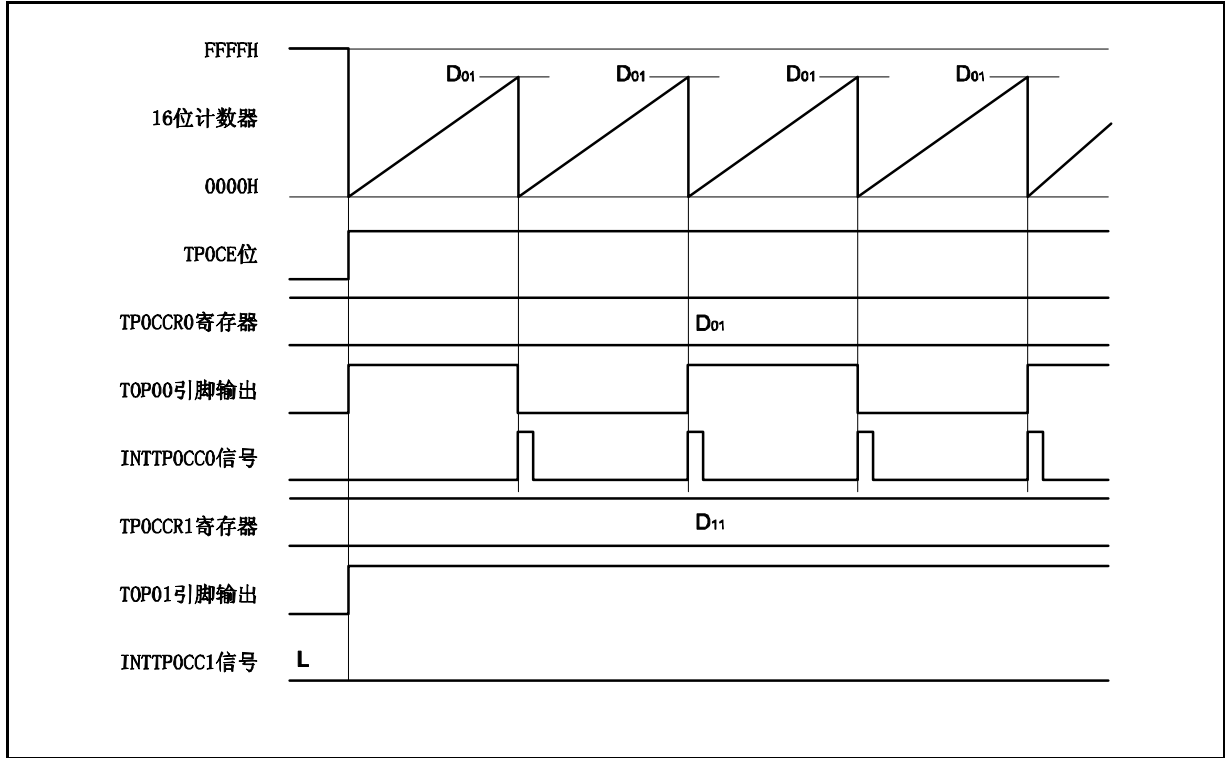 FFFFH
D01 D01 D01 D01
16位计数器
0000H
TP0CE位
TP0CCR0寄存器 D01
TOP00引脚输出
INTTP0CC0信号
TP0CCR1寄存器 D11
TOP01引脚输出
INTTP0CC1信号 L